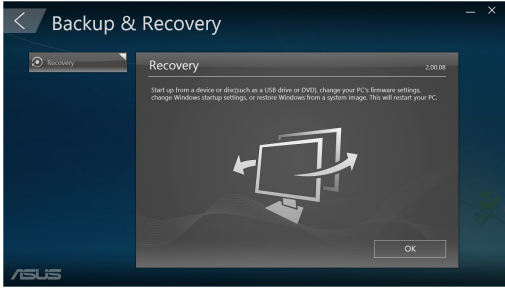 Backup & Recovery
Recovery
Recovery
2.00.08
Start up from a device or disc(such as a USB drive or DVD), change your PC's firmware settings,
change Windows startup settings, or restore Windows from a system image. This will restart your PC.
OK
ASUS